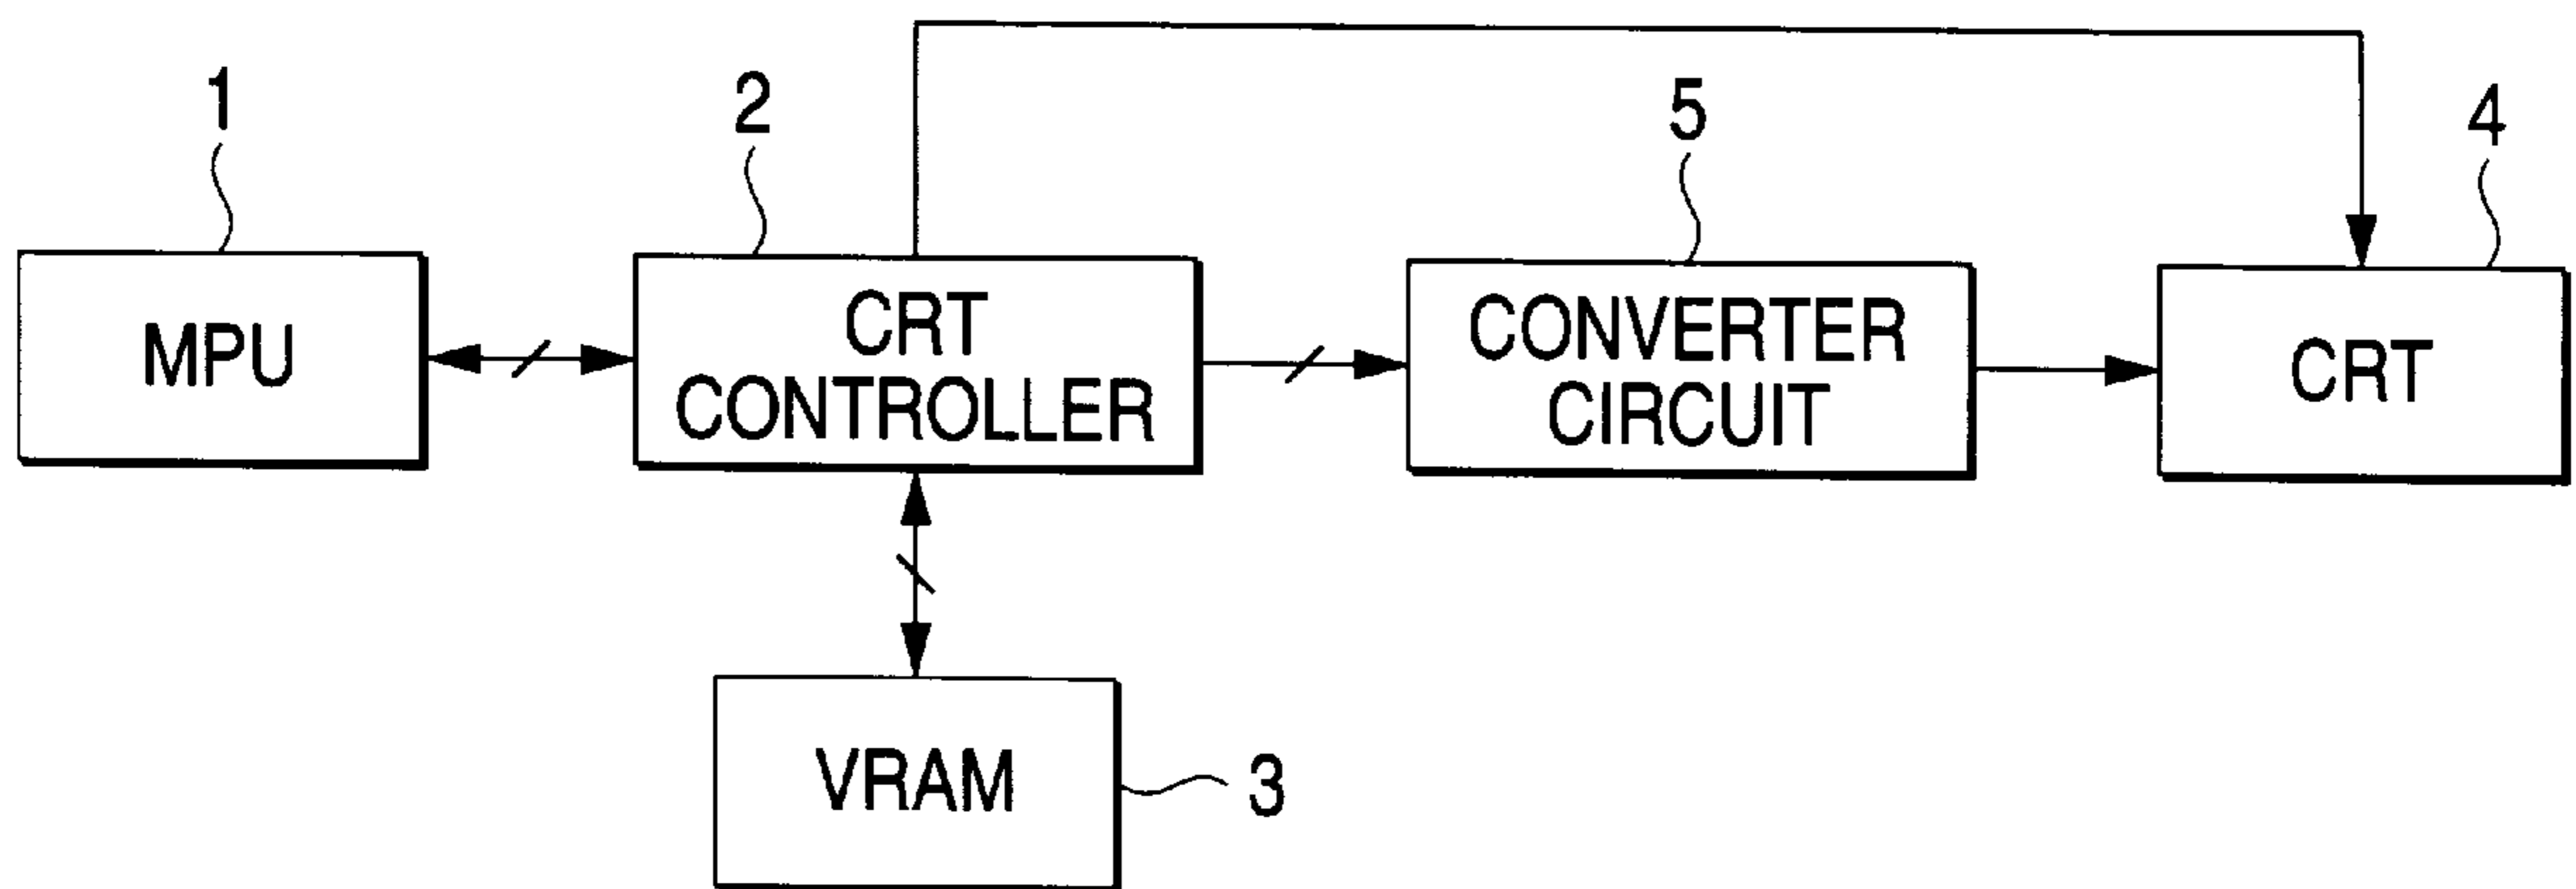 1
2
5
4
MPU
CRT
CONTROLLER
CONVERTER
CIRCUIT
CRT
VRAM
3